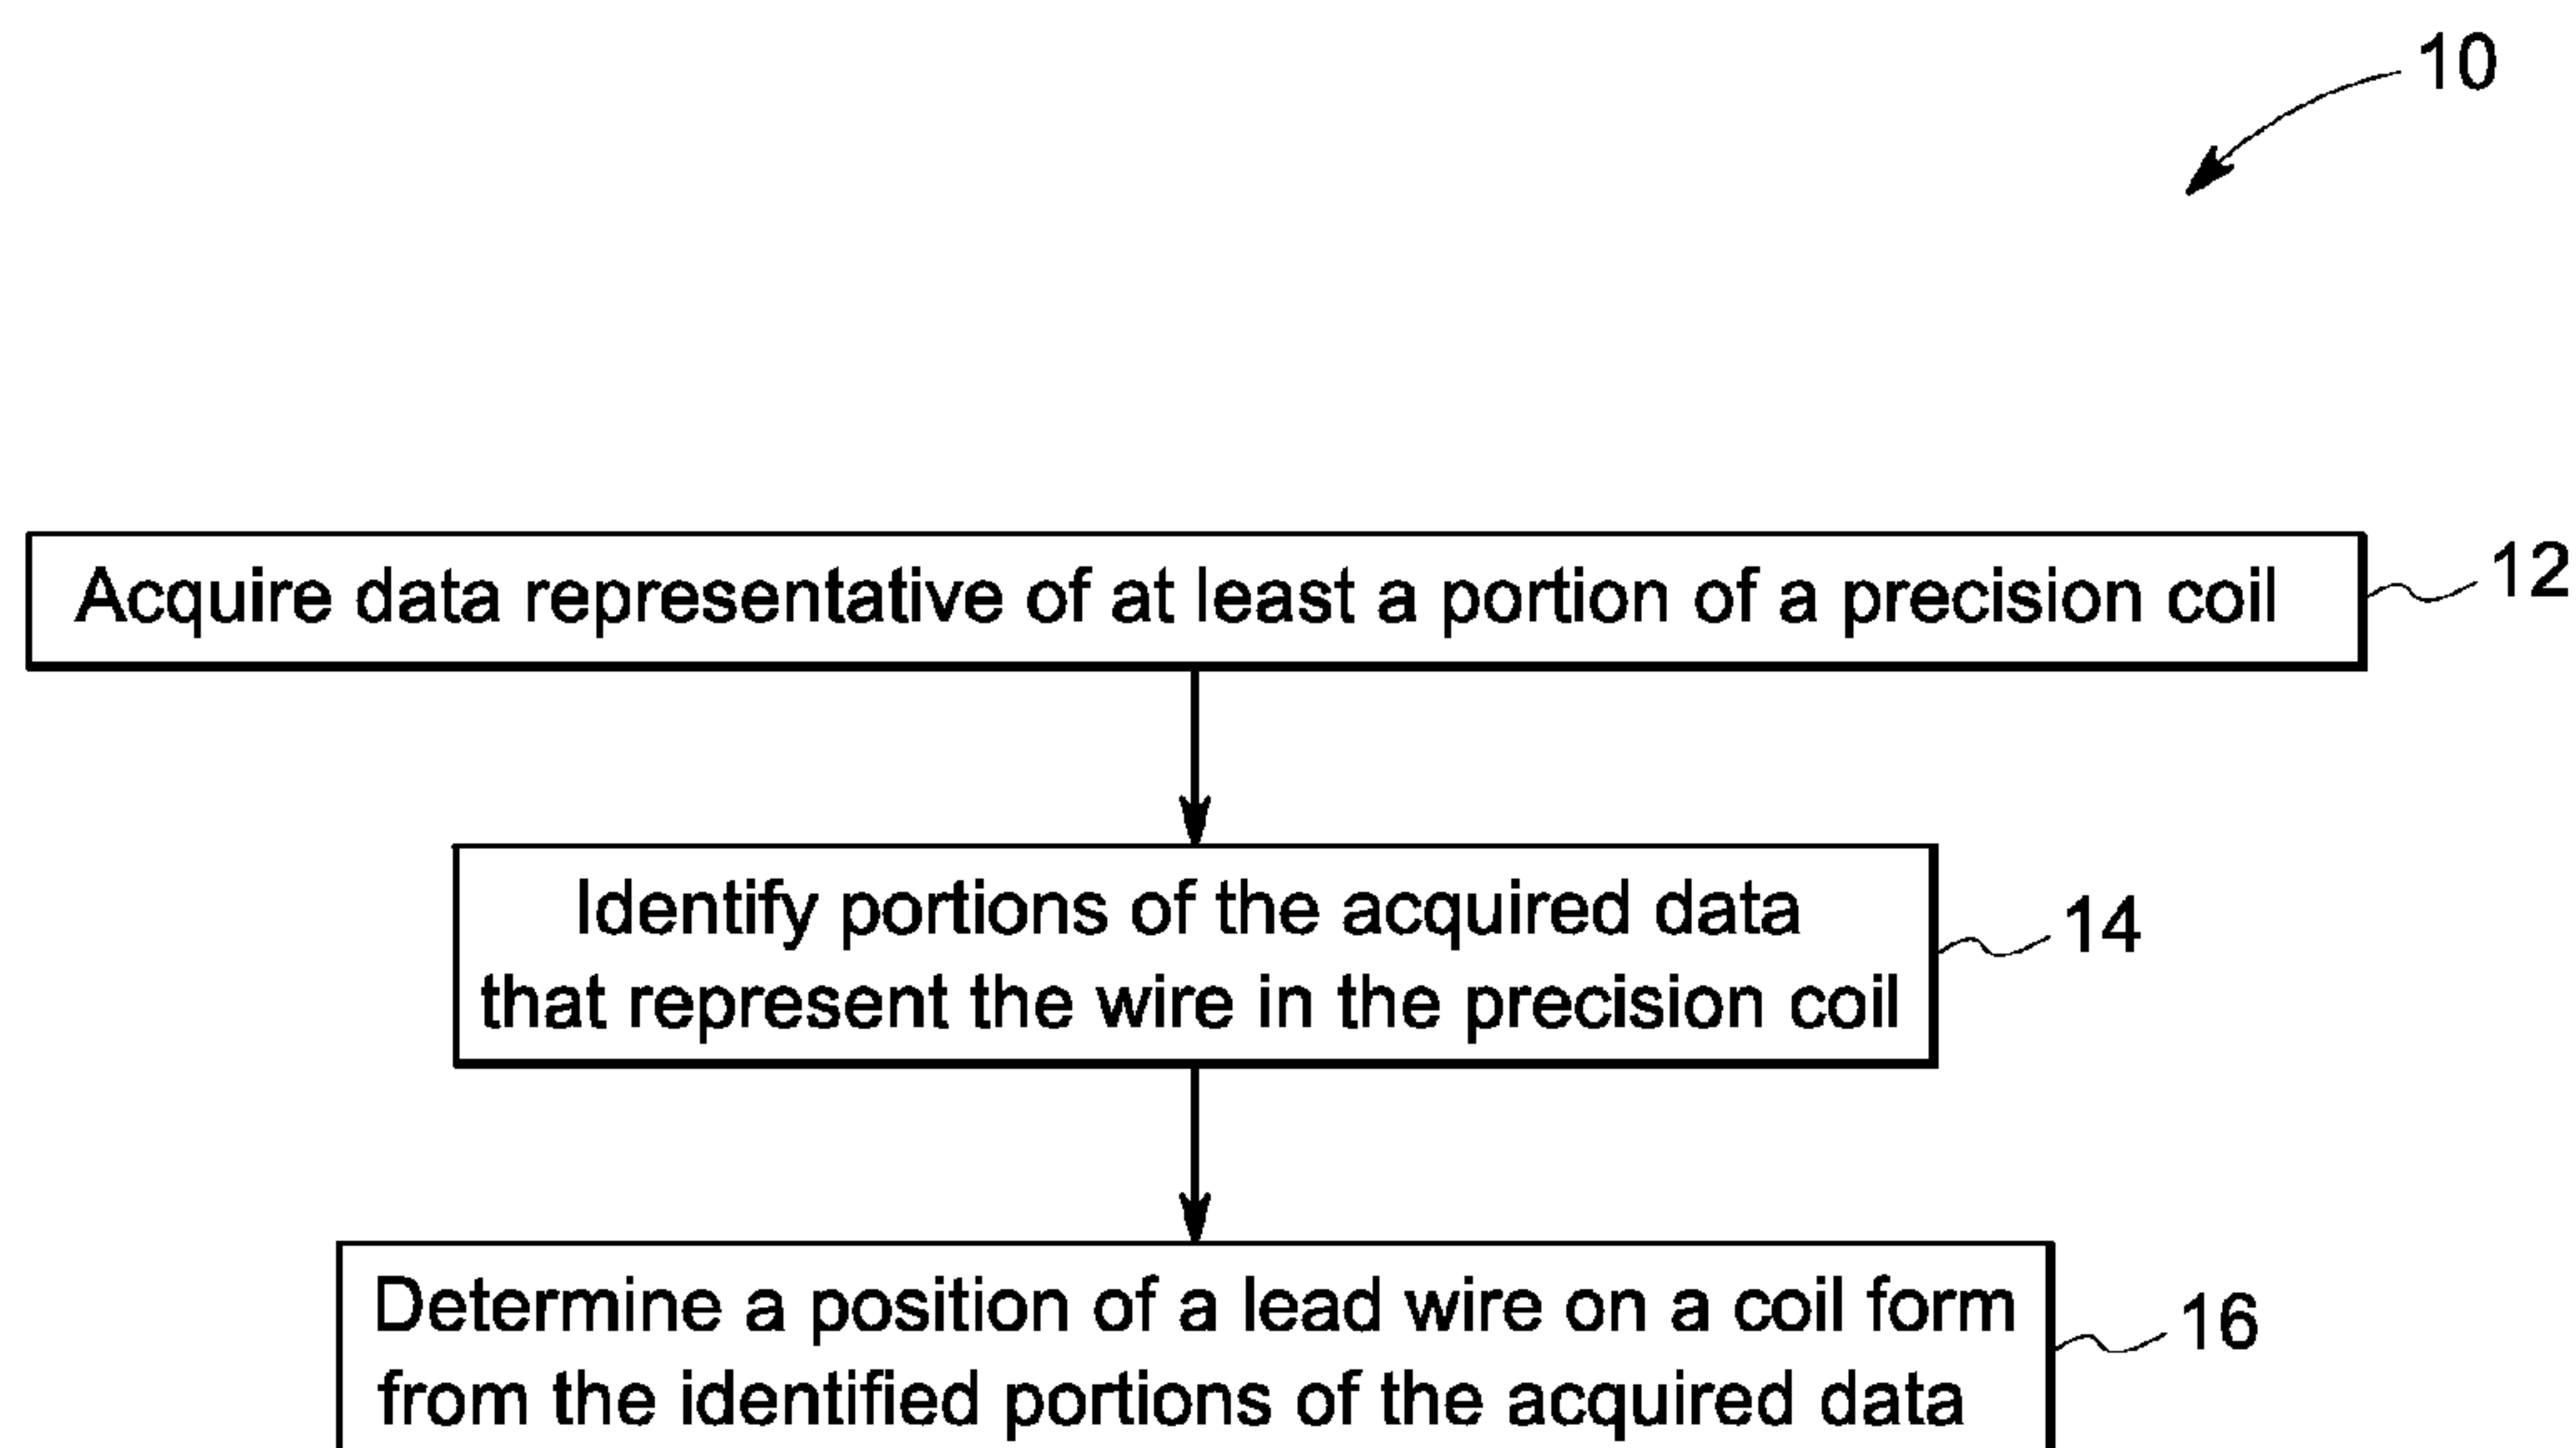 10
Acquire data representative of at least a portion of a precision coil
12
Identify portions of the acquired data
that represent the wire in the precision coil
14
Determine a position of a lead wire on a coil form
from the identified portions of the acquired data
16